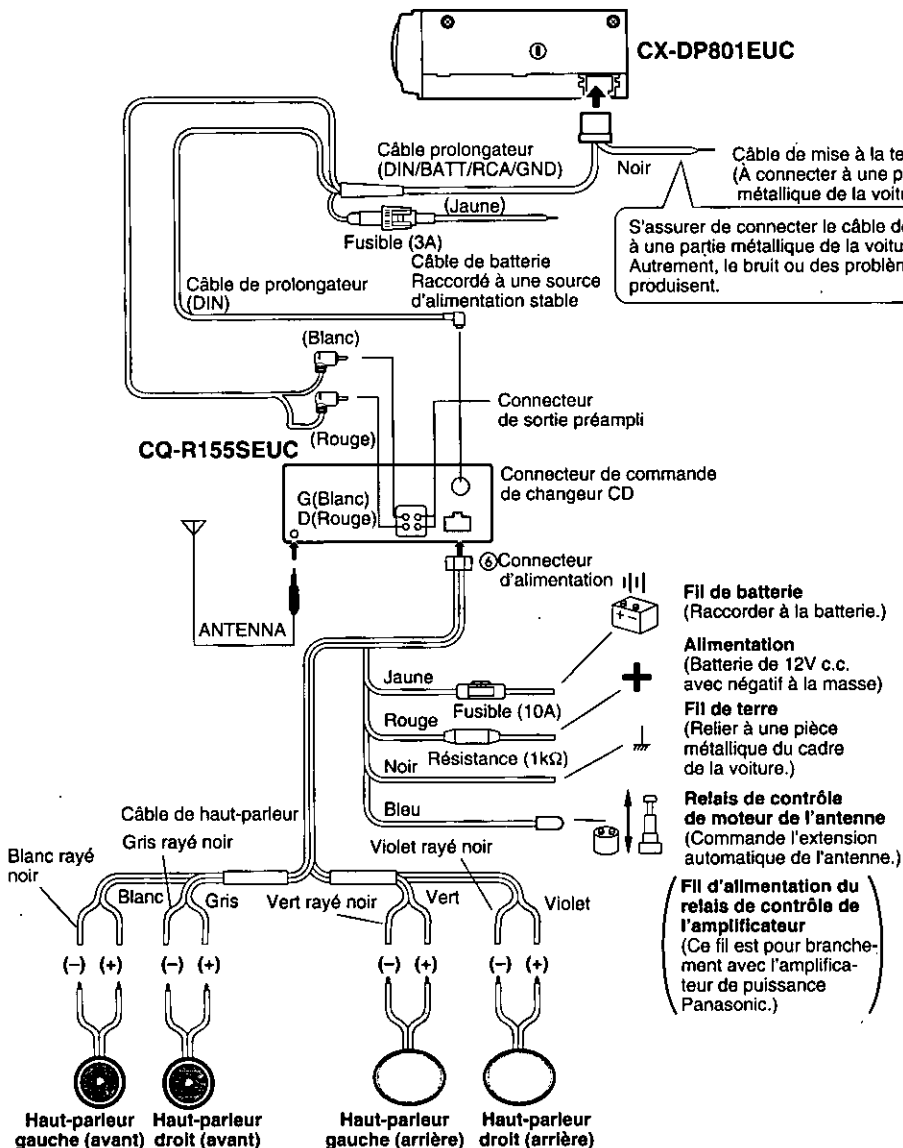 CX-DP801EUC
Câble prolongateur
(DIN/BATT/RCA/GND)
Noir
Câble de mise à la
(À connecter à une
métallique de la
(Jaune)
Fusible (3A)
S'assurer de connecter le câble
à une partie métallique de la
Autrement, le bruit ou des
produisent.
Câble de batterie
Raccordé à une source
d'alimentation stable
Câble de prolongateur
(DIN)
(Blanc)
(Rouge)
Connecteur
de sortie préampli
CQ-R155SEUC
Connecteur de commande
de changeur CD
G(Blanc)
D(Rouge)
⑥Connecteur
d'alimentation
ANTENNA
Fil de batterie
(Raccorder à la batterie.)
Jaune
Fusible (10A)
Alimentation
(Batterie de 12V c.c.
avec négatif à la masse)
Rouge
Résistance (1kΩ)
Fil de terre
(Relier à une pièce
métallique du cadre
de la voiture.)
Noir
Bleu
Relais de contrôle
de moteur de l'antenne
(Commande l'extension
automatique de l'antenne.)
Fil d'alimentation du
relais de contrôle de
l'amplificateur
(Ce fil est pour branche-
ment avec l'amplifica-
teur de puissance
Panasonic.)
Câble de haut-parleur
Gris rayé noir
Blanc rayé
noir
Blanc
Gris
Violet rayé noir
Vert rayé noir
Vert
Violet
(–) (+) (–) (+) (–) (+) (–) (+)
Haut-parleur
gauche (avant)
Haut-parleur
droit (avant)
Haut-parleur
gauche (arrière)
Haut-parleur
droit (arrière)